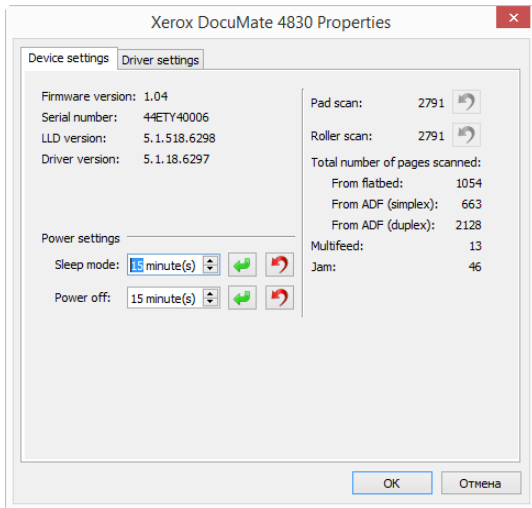 Xerox DocuMate 4830 Properties
Device settings
Driver settings
Firmware version: 1.04
Serial number: 44ETY40006
LLD version: 5.1.518.6298
Driver version: 5.1.18.6297
Power settings
Sleep mode: 15 minute(s)
Power off: 15 minute(s)
Pad scan: 2791
Roller scan: 2791
Total number of pages scanned:
From flatbed: 1054
From ADF (simplex): 663
From ADF (duplex): 2128
Multifeed: 13
Jam: 46
OK
Отмена